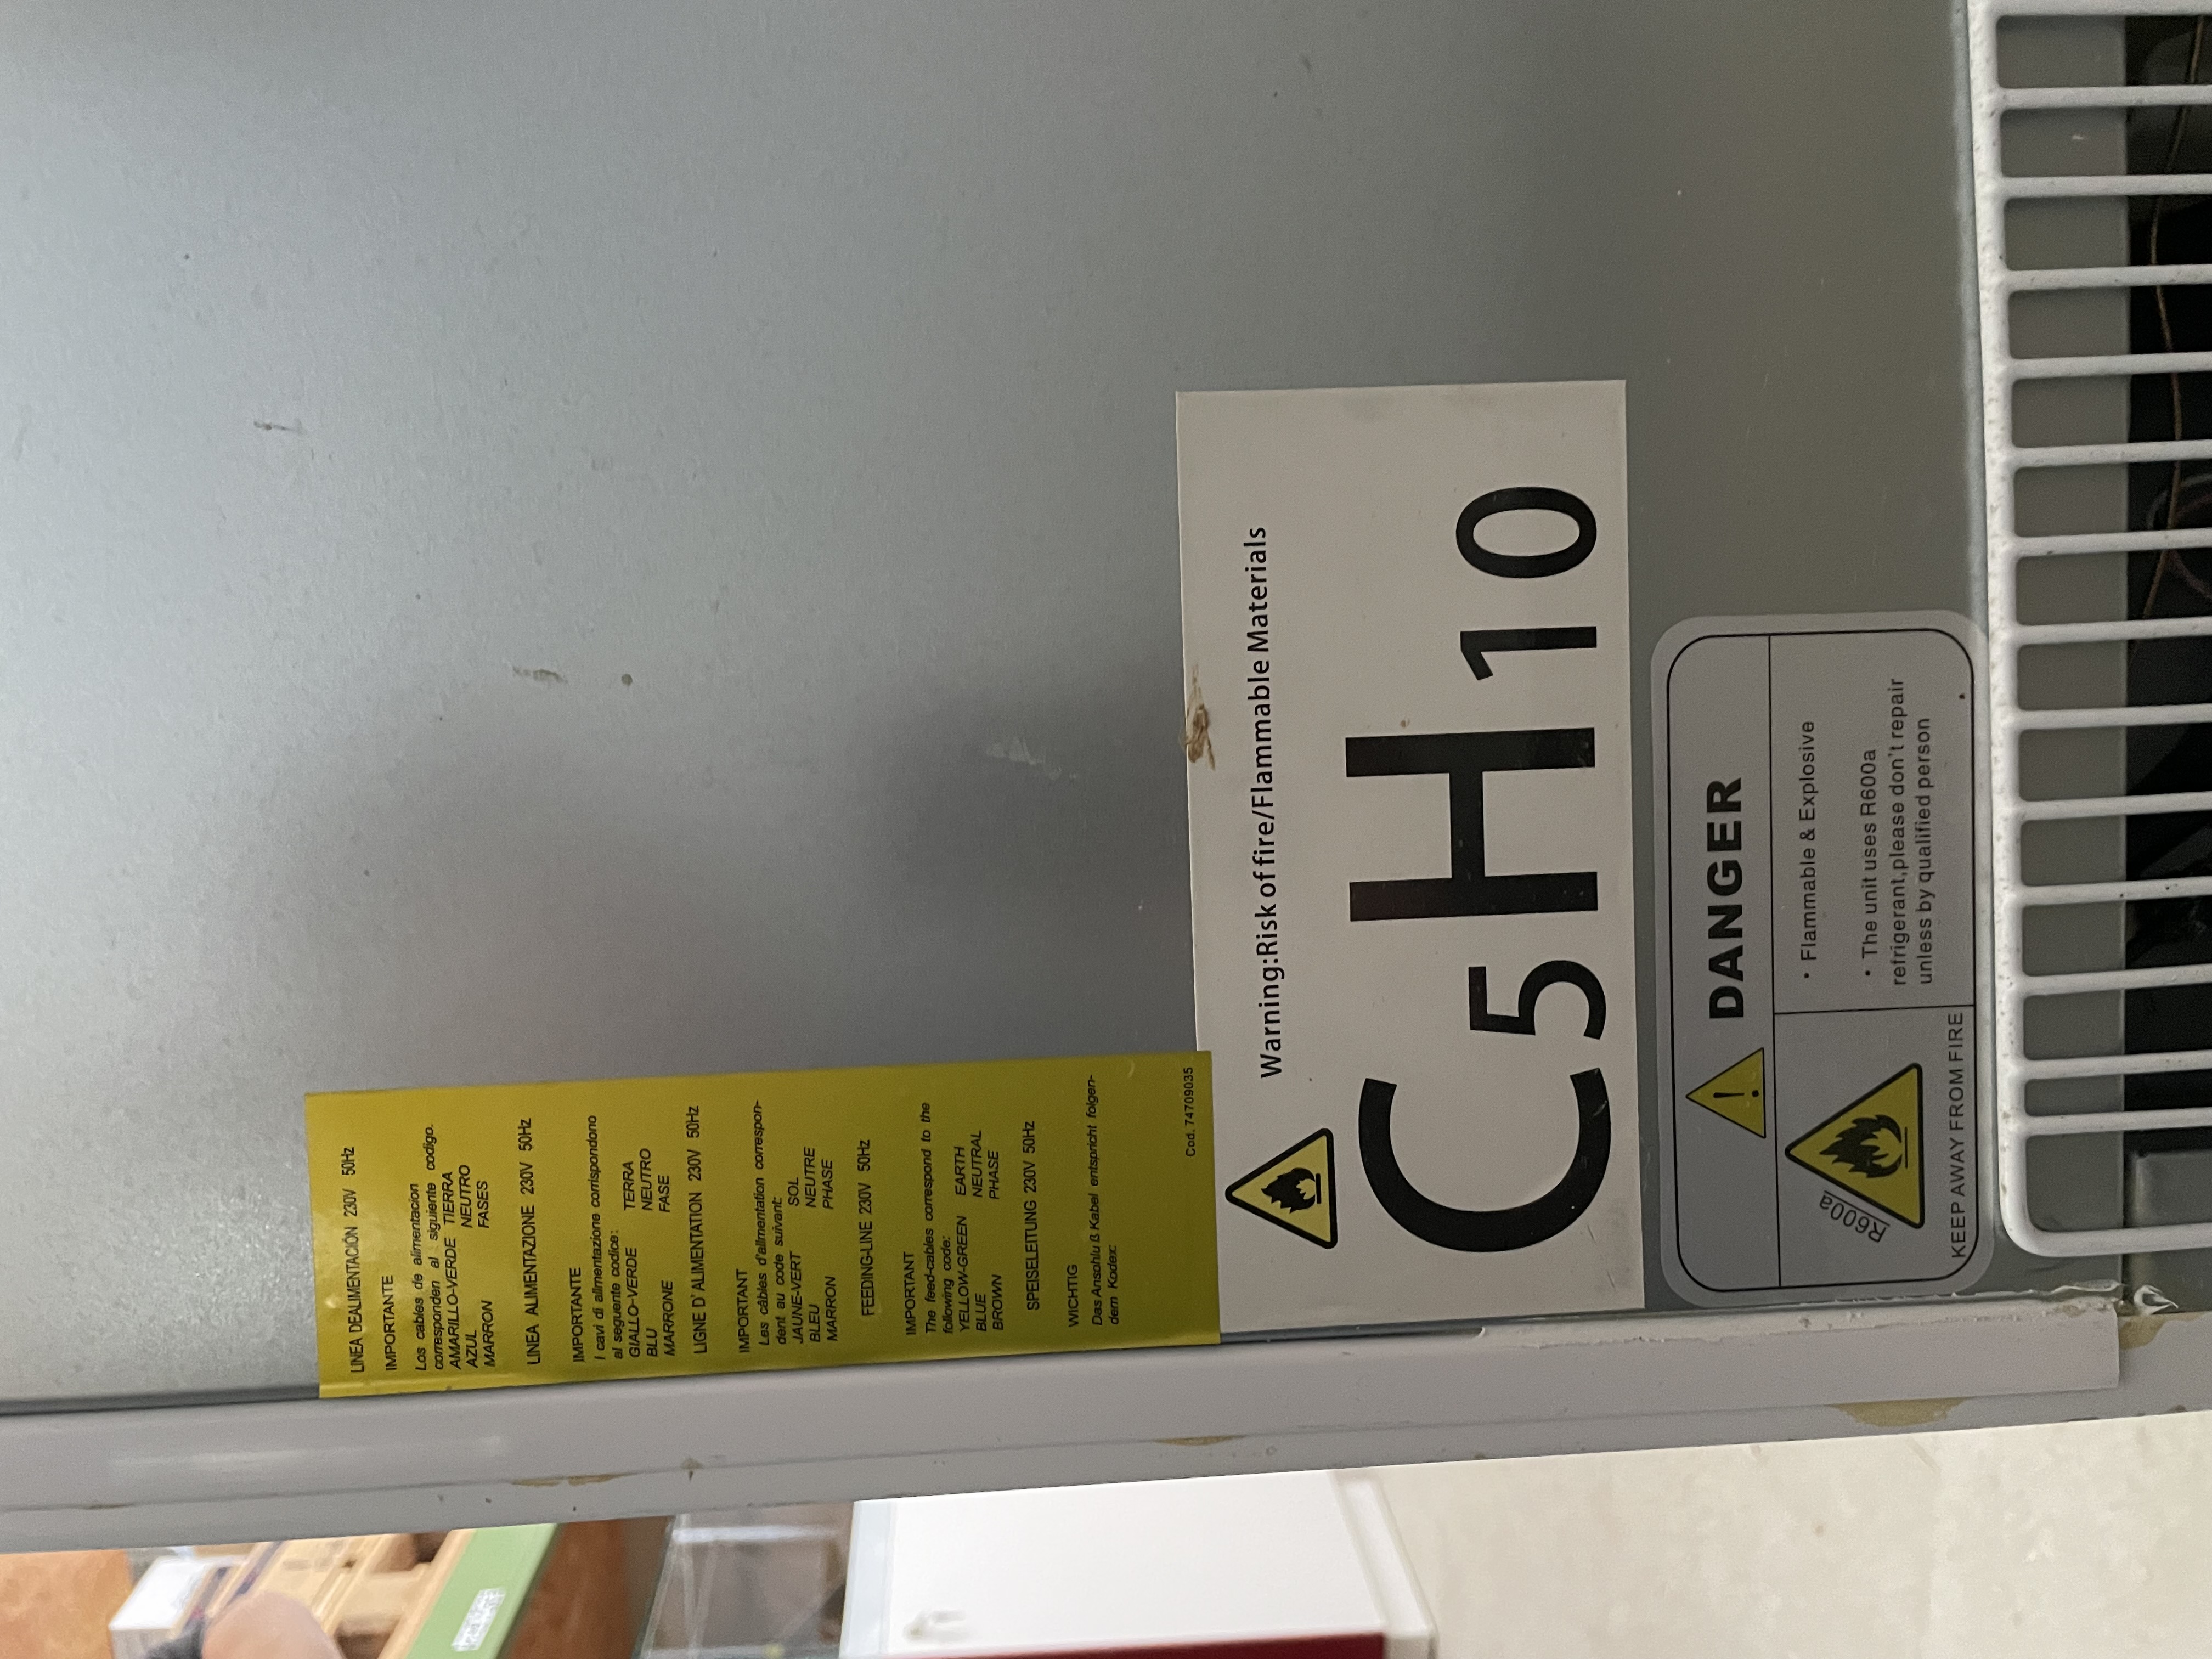 LINEA DEALIMENTACIÓN 230V 50Hz
IMPORTANTE
Los cables de alimentacion
corresponden al siguiente codigo.
AMARILLO-VERDE TIERRA
AZUL NEUTRO
MARRON FASES
LINEA ALIMENTAZIONE 230V 50Hz
IMPORTANTE
I cavi di alimentazione corrispondono
al seguente codice:
GIALLO-VERDE TERRA
BLU NEUTRO
MARRONE FASE
LIGNE D'ALIMENTATION 230V 50Hz
IMPORTANT
Les câbles d'alimentation correspon-
dent au code suivant:
JAUNE-VERT SOL
BLEU NEUTRE
MARRON PHASE
FEEDING-LINE 230V 50Hz
IMPORTANT
The feed-cables correspond to the
following code:
YELLOW-GREEN EARTH
BLUE NEUTRAL
BROWN PHASE
SPEISELEITUNG 230V 50Hz
WICHTIG
Das Anschlu ß Kabel entspricht folgen-
dem Kodex:
Cod. 74709035
Warning:Risk of fire/Flammable Materials
C5H10
DANGER
R600a
KEEP AWAY FROM FIRE
• Flammable & Explosive
• The unit uses R600a
refrigerant,please don't repair
unless by qualified person